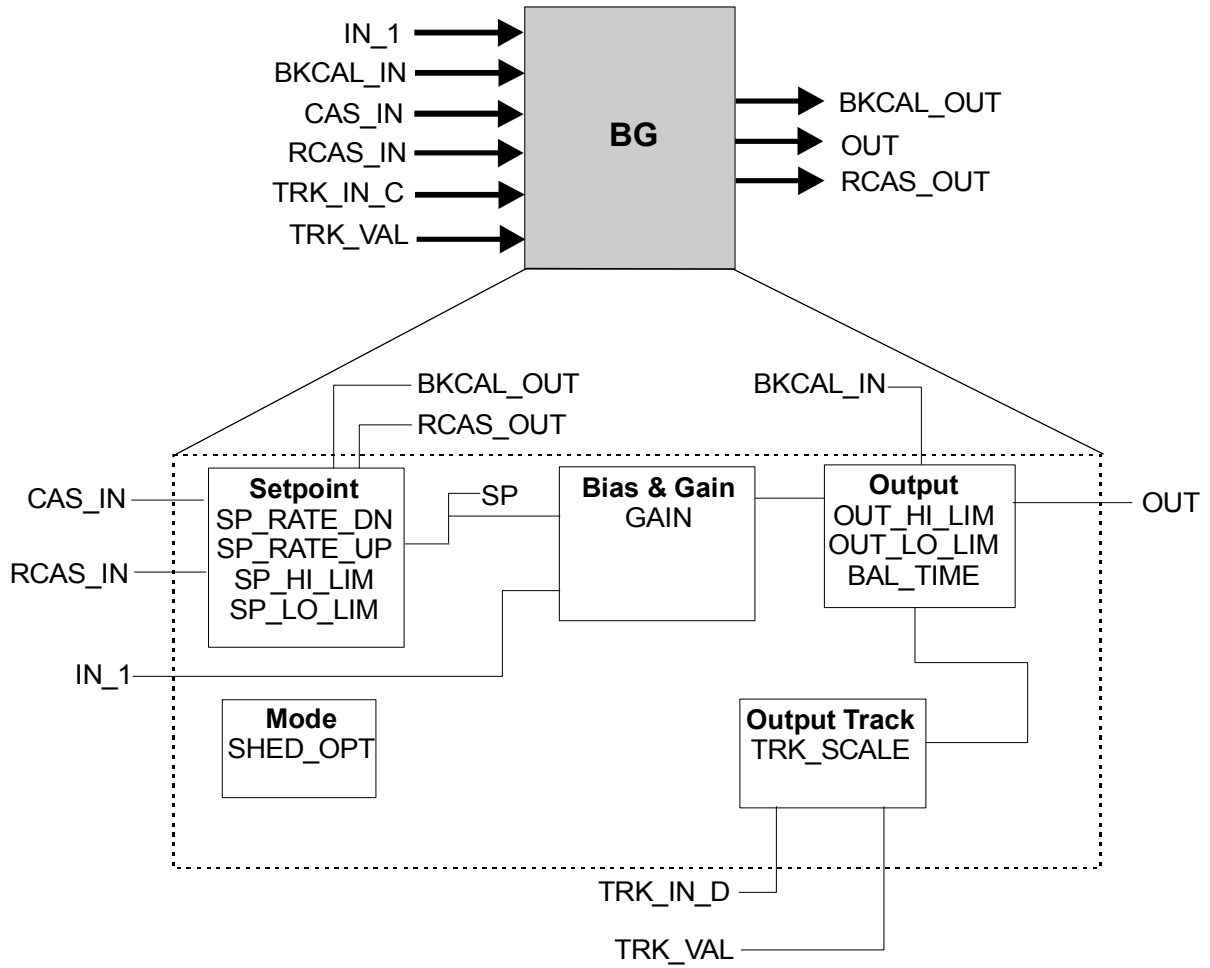 IN_1
BKCAL_IN
CAS_IN
RCAS_IN
TRK_IN_C
TRK_VAL
BG
BKCAL_OUT
OUT
RCAS_OUT
BKCAL_OUT
RCAS_OUT
BKCAL_IN
CAS_IN
RCAS_IN
IN_1
Setpoint
SP_RATE_DN
SP_RATE_UP
SP_HI_LIM
SP_LO_LIM
SP
Bias & Gain
GAIN
Output
OUT_HI_LIM
OUT_LO_LIM
BAL_TIME
OUT
Mode
SHED_OPT
Output Track
TRK_SCALE
TRK_IN_D
TRK_VAL